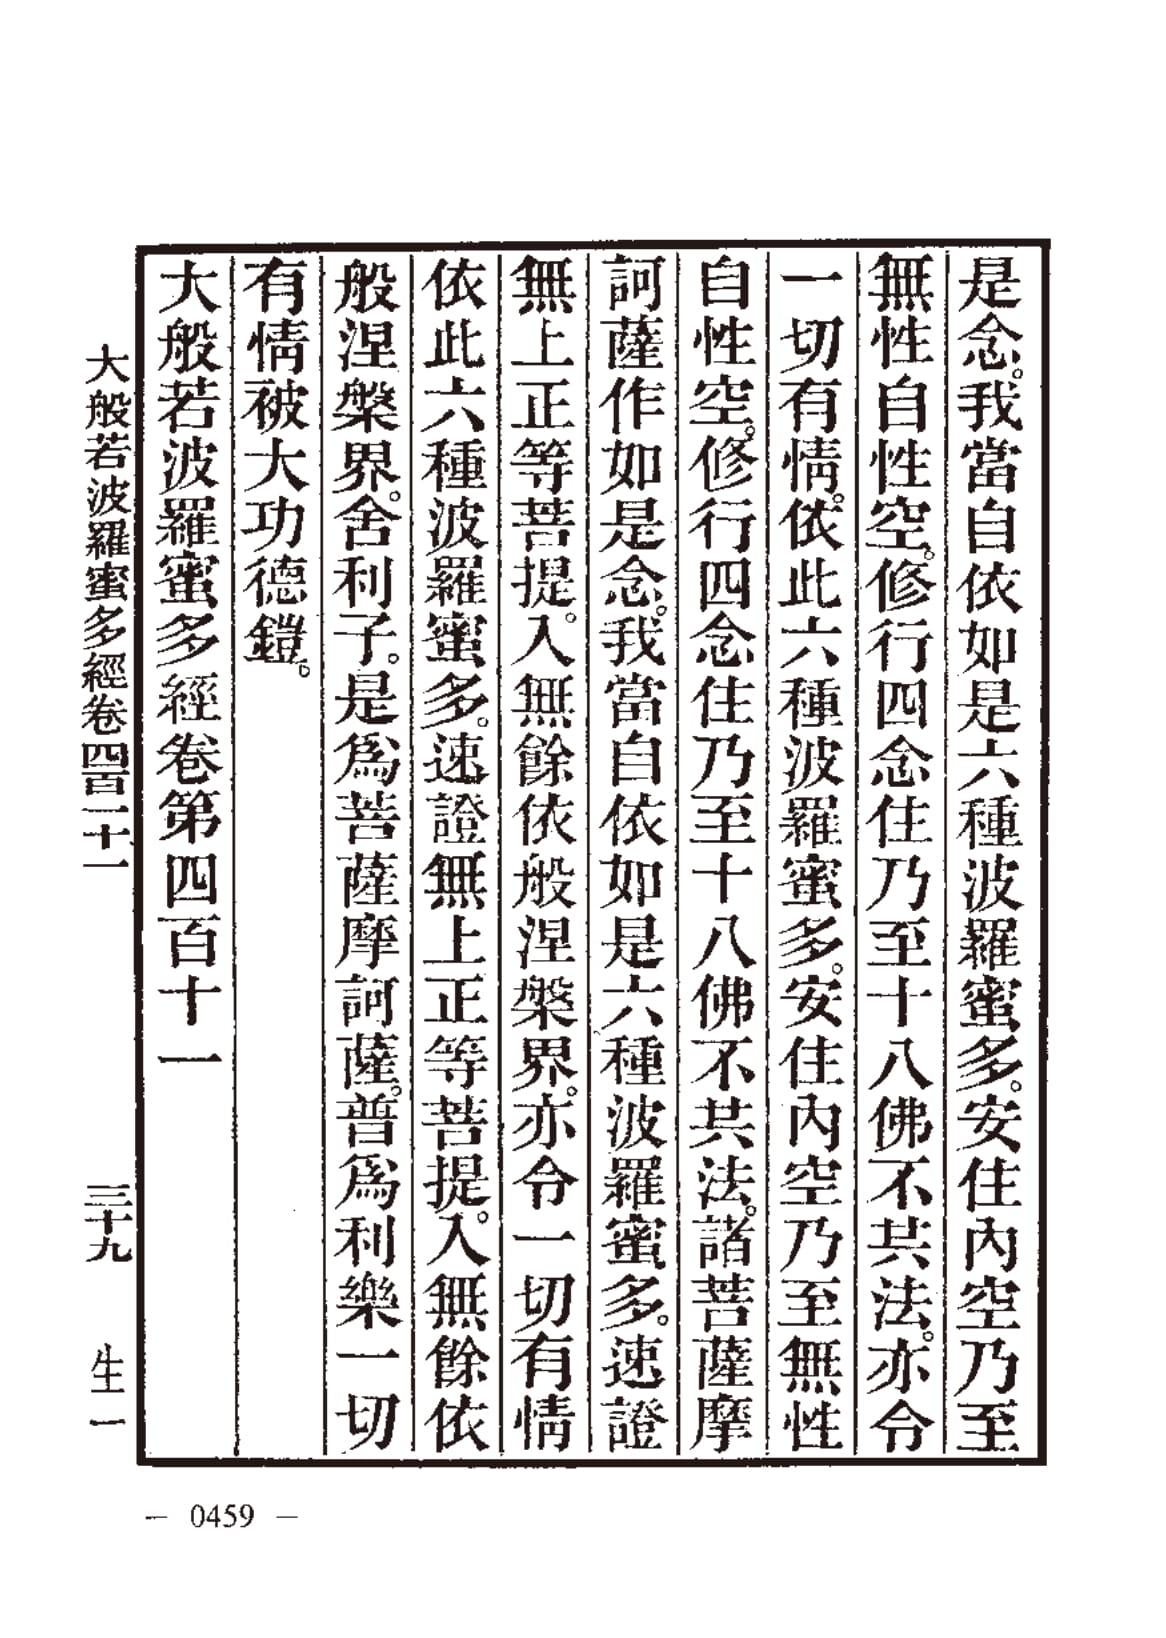 是念。我當自依如是六種波羅蜜多。安住內空乃至
無性自性空。修行四念住乃至十八佛不共法。亦令
一切有情。依此六種波羅蜜多。安住內空乃至無性
自性空。修行四念住乃至十八佛不共法。諸菩薩摩
訶薩作如是念。我當自依如是六種波羅蜜多。速證
無上正等菩提。入無餘依般涅槃界。亦令一切有情
依此六種波羅蜜多。速證無上正等菩提。入無餘依
般涅槃界。舍利子。是爲菩薩摩訶薩。普爲利樂一切
有情被大功德鎧。
大般若波羅蜜多經卷第四百十一
大般若波羅蜜多經卷四百一十一 三十九 生一
— 0459 —